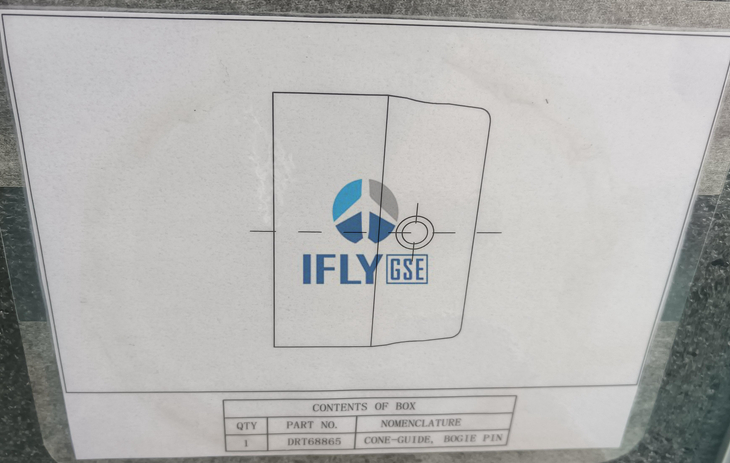 IFLY GSE
CONTENTS OF BOX
QTY PART NO. NOMENCLATURE
1 DRT68865 CONE-GUIDE, BOGIE PIN